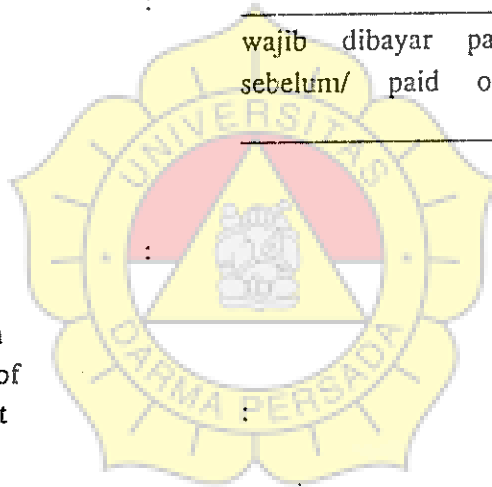 :
wajib dibayar pa
sebelum/ paid o
UNIVERSITAS
:
of
t
:
DARMA PERSADA